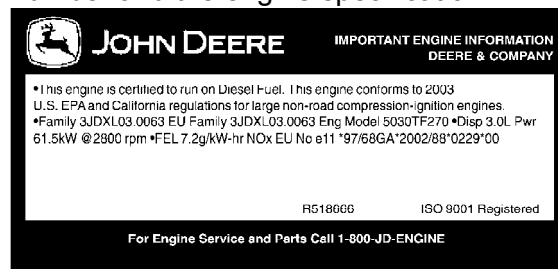 JOHN DEERE
IMPORTANT ENGINE INFORMATION
DEERE & COMPANY
•This engine is certified to run on Diesel Fuel. This engine conforms to 2003
U.S. EPA and California regulations for large non-road compression-ignition engines.
•Family 3JDXL03.0063 EU Family 3JDXL03.0063 Eng Model 5030TF270 •Disp 3.0L Pwr
61.5kW @2800 rpm •FEL 7.2g/kW-hr NOx EU No e11 *97/68GA*2002/88*0229*00
R518666 ISO 9001 Registered
For Engine Service and Parts Call 1-800-JD-ENGINE